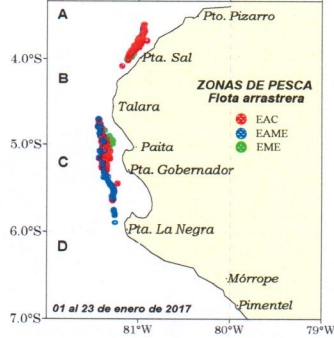 A
Pto. Pizarro
4.0°S
Pta. Sal
B
ZONAS DE PESCA
Flota arrastrera
Talara
EAC
EAME
EME
5.0°S
Paita
C
Pta. Gobernador
6.0°S
Pta. La Negra
D
Mórrope
01 al 23 de enero de 2017
Pimentel
7.0°S
81°W
80°W
79°W